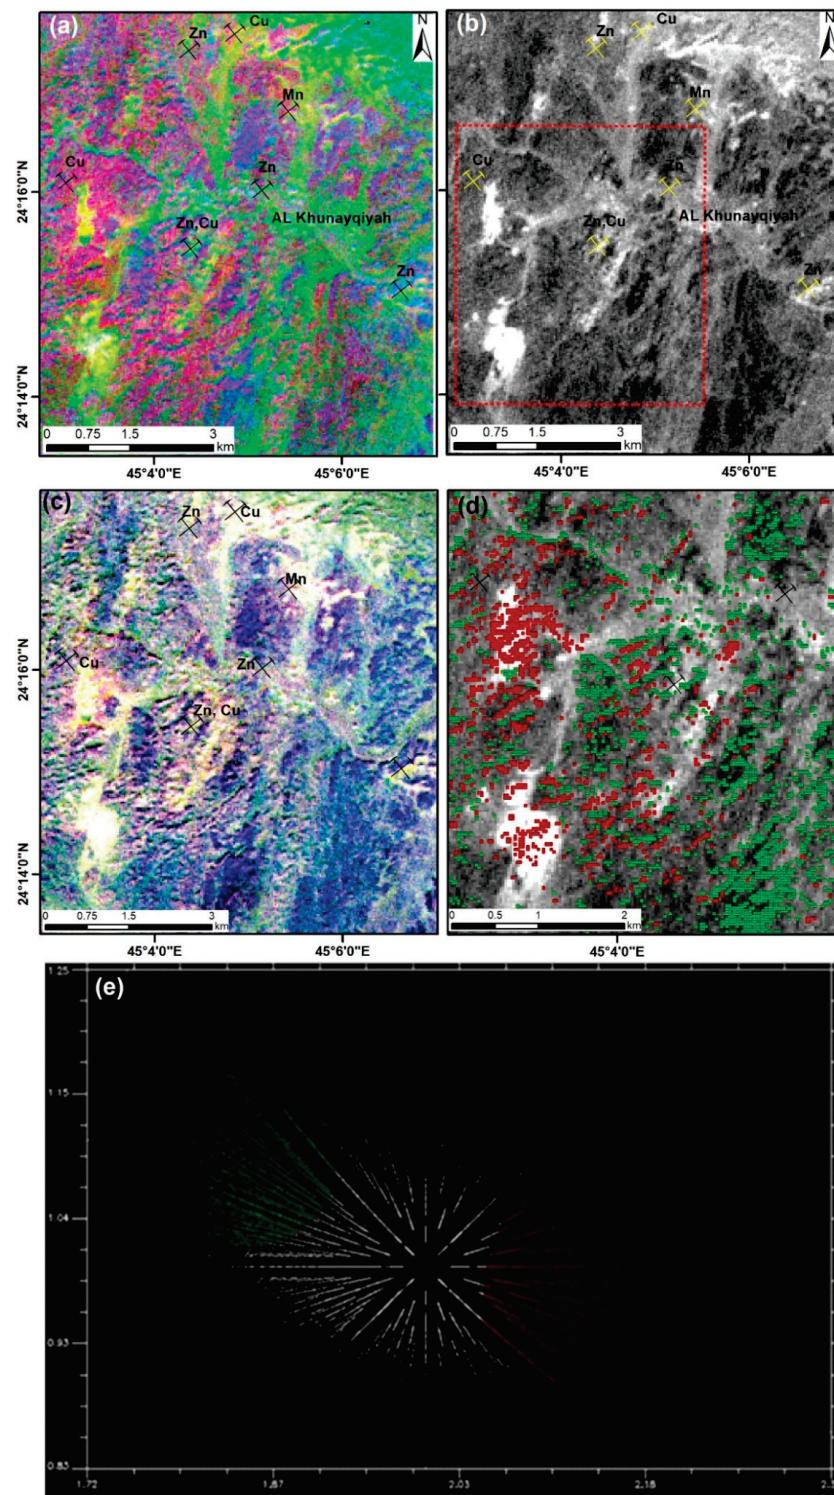 (a)
Zn
Cu
N
Mn
Cu
Zn
AL Khunayqiyah
Zn,Cu
Zn
24°16'0"N
24°14'0"N
0 0.75 1.5 3
km
45°4'0"E 45°6'0"E
(b)
Zn
Cu
N
Mn
Cu
Zn
AL Khunayqiyah
Zn,Cu
Zn
0 0.75 1.5 3
km
45°4'0"E 45°6'0"E
(c)
Zn
Cu
Mn
Cu
Zn
Zn, Cu
24°16'0"N
24°14'0"N
0 0.75 1.5 3
km
45°4'0"E 45°6'0"E
(d)
0 0.5 1 2
km
45°4'0"E
(e)
1.25
1.15
1.04
0.93
0.83
1.72 1.87 2.03 2.18